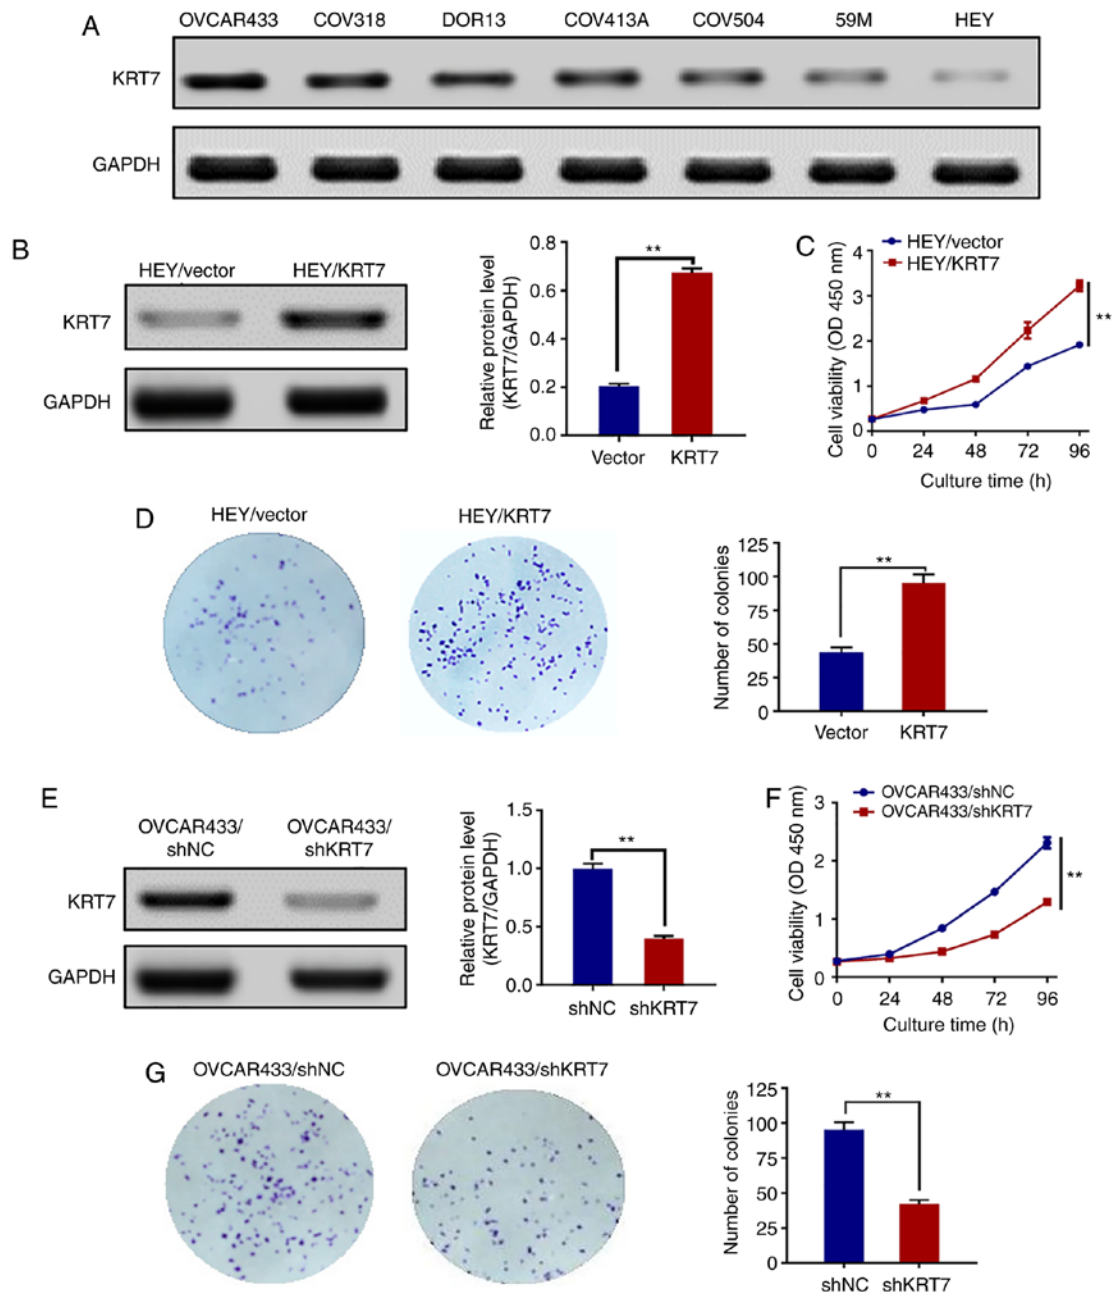 A
OVCAR433 COV318 DOR13 COV413A COV504 59M HEY
KRT7
GAPDH
B
HEY/vector HEY/KRT7
KRT7
GAPDH
Relative protein level
(KRT7/GAPDH)
0.8
0.6
0.4
0.2
0.0
**
Vector KRT7
C
HEY/vector
HEY/KRT7
Cell viability (OD 450 nm)
4
3
2
1
0
**
0 24 48 72 96
Culture time (h)
D
HEY/vector HEY/KRT7
Number of colonies
125
100
75
50
25
0
**
Vector KRT7
E
OVCAR433/
shNC
OVCAR433/
shKRT7
KRT7
GAPDH
Relative protein level
(KRT7/GAPDH)
1.5
1.0
0.5
0.0
**
shNC shKRT7
F
OVCAR433/shNC
OVCAR433/shKRT7
Cell viability (OD 450 nm)
3
2
1
0
**
0 24 48 72 96
Culture time (h)
G
OVCAR433/shNC OVCAR433/shKRT7
Number of colonies
125
100
75
50
25
0
**
shNC shKRT7